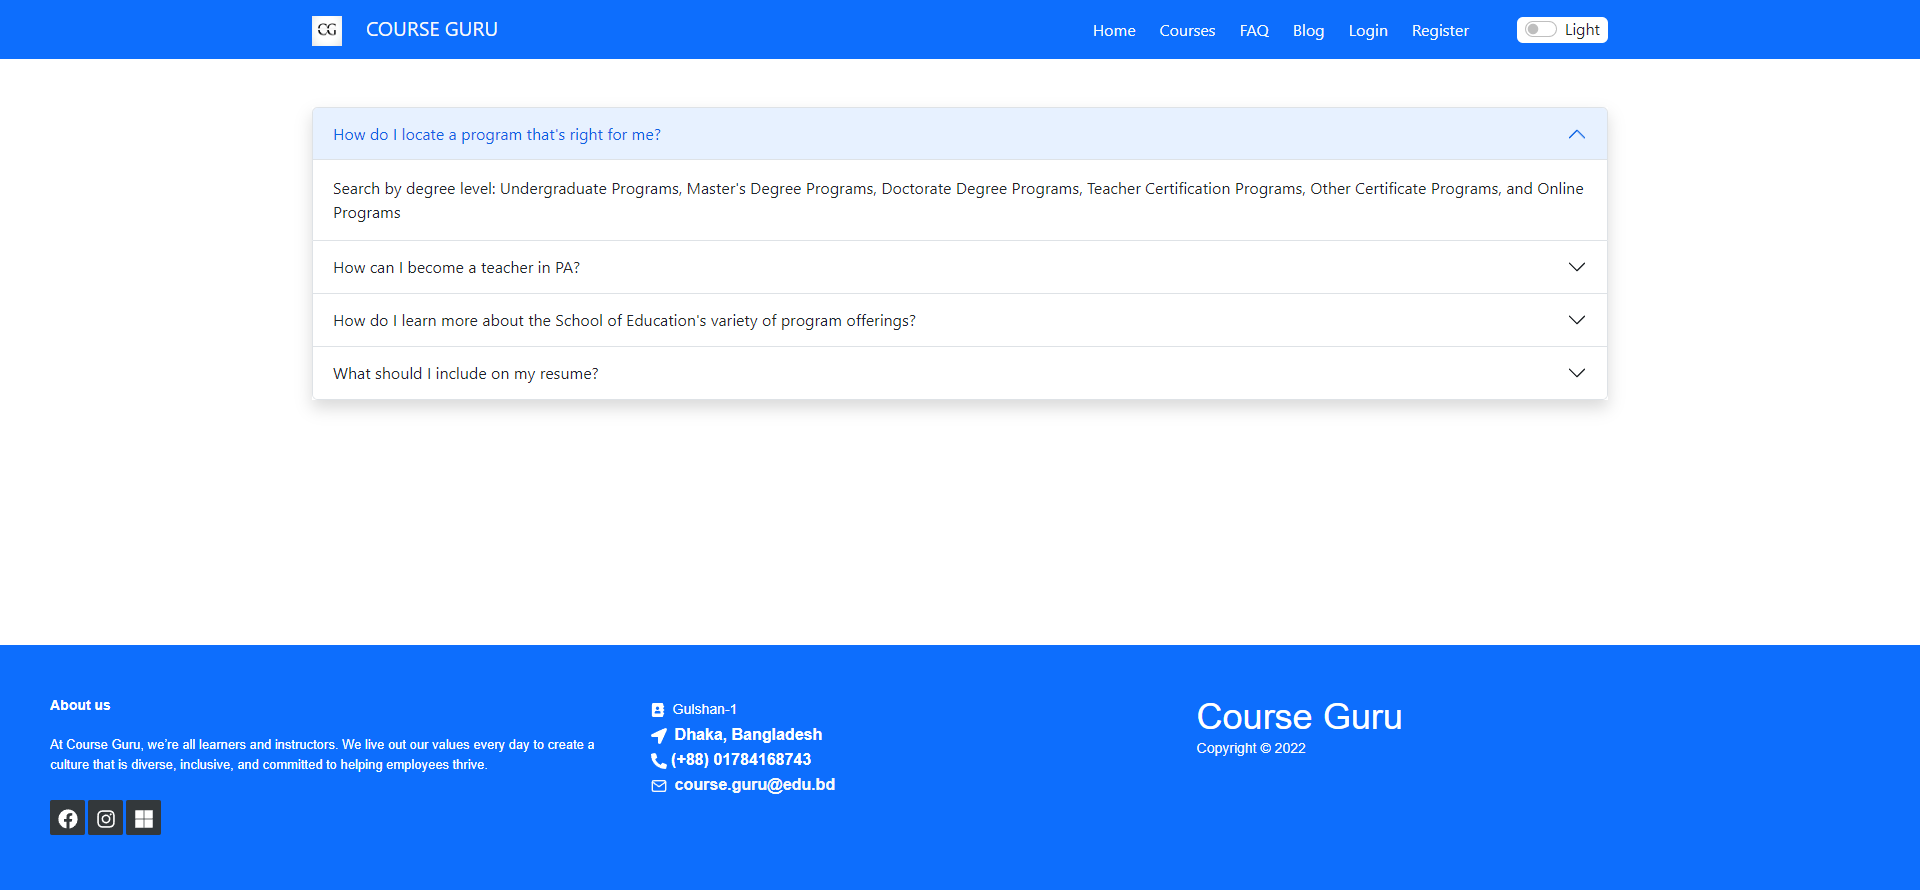 CG COURSE GURU Home Courses FAQ Blog Login Register Light
How do I locate a program that's right for me?
Search by degree level: Undergraduate Programs, Master's Degree Programs, Doctorate Degree Programs, Teacher Certification Programs, Other Certificate Programs, and Online
Programs
How can I become a teacher in PA?
How do I learn more about the School of Education's variety of program offerings?
What should I include on my resume?
About us
At Course Guru, we're all learners and instructors. We live out our values every day to create a
culture that is diverse, inclusive, and committed to helping employees thrive.
Gulshan-1
Dhaka, Bangladesh
(+88) 01784168743
course.guru@edu.bd
Course Guru
Copyright © 2022